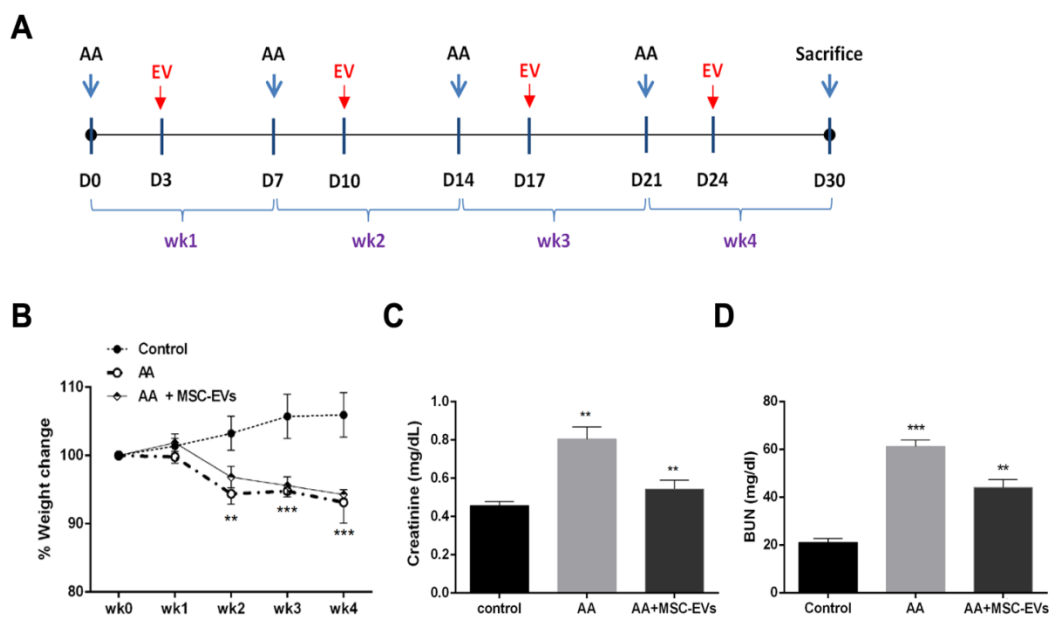 A
AA AA AA AA Sacrifice
EV EV EV EV
D0 D3 D7 D10 D14 D17 D21 D24 D30
wk1 wk2 wk3 wk4
B
Control
AA
AA + MSC-EVs
% Weight change
110
100
90
80
** *** ***
wk0 wk1 wk2 wk3 wk4
C
Creatinine (mg/dL)
1.0
0.8
0.6
0.4
0.2
0.0
**
**
control AA AA+MSC-EVs
D
BUN (mg/dl)
80
60
40
20
0
***
**
Control AA AA+MSC-EVs